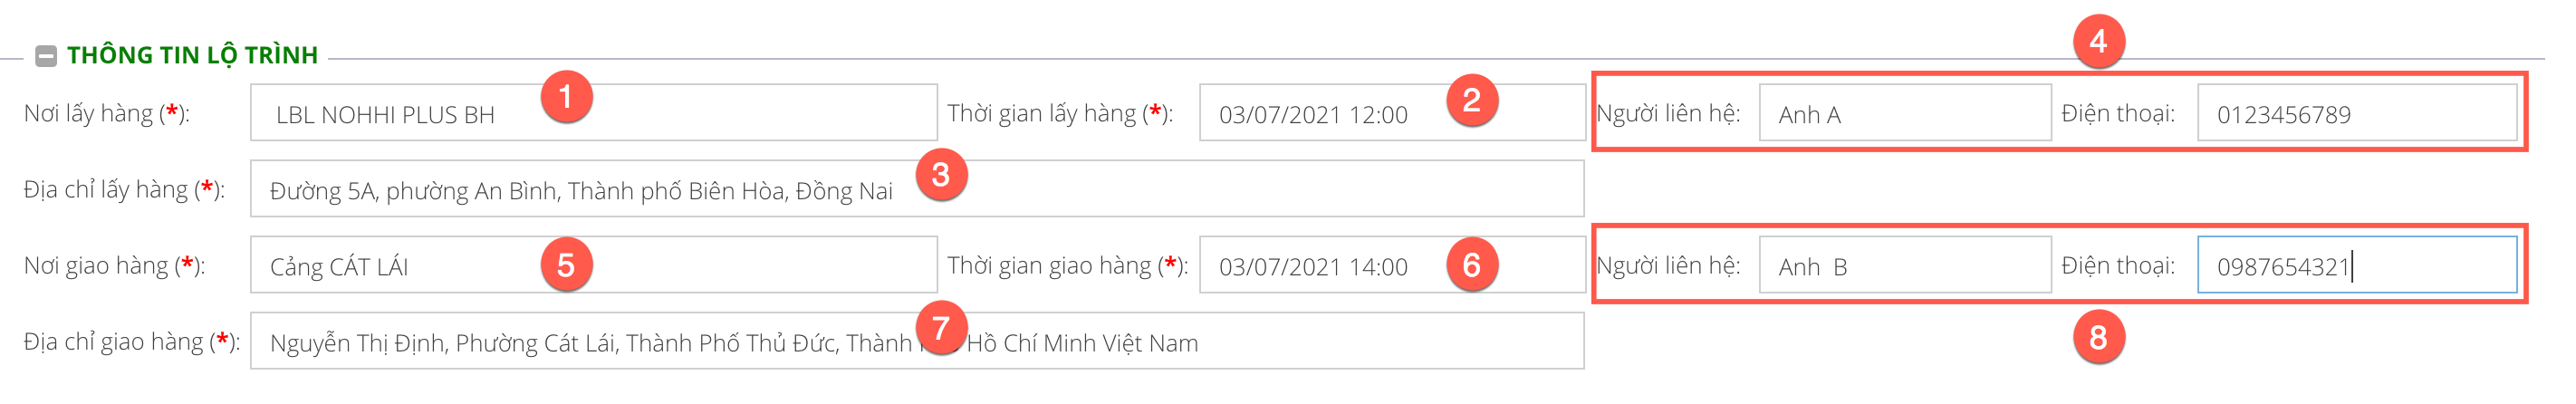 4
THÔNG TIN LỘ TRÌNH
Nơi lấy hàng (*): LBL NOHHI PLUS BH 1 Thời gian lấy hàng (*): 03/07/2021 12:00 2 Người liên hệ: Anh A Điện thoại: 0123456789
Địa chỉ lấy hàng (*): Đường 5A, phường An Bình, Thành phố Biên Hòa, Đồng Nai 3
Nơi giao hàng (*): Cảng CÁT LÁI 5 Thời gian giao hàng (*): 03/07/2021 14:00 6 Người liên hệ: Anh B Điện thoại: 0987654321
Địa chỉ giao hàng (*): Nguyễn Thị Định, Phường Cát Lái, Thành Phố Thủ Đức, Thành 7 Hồ Chí Minh Việt Nam 8